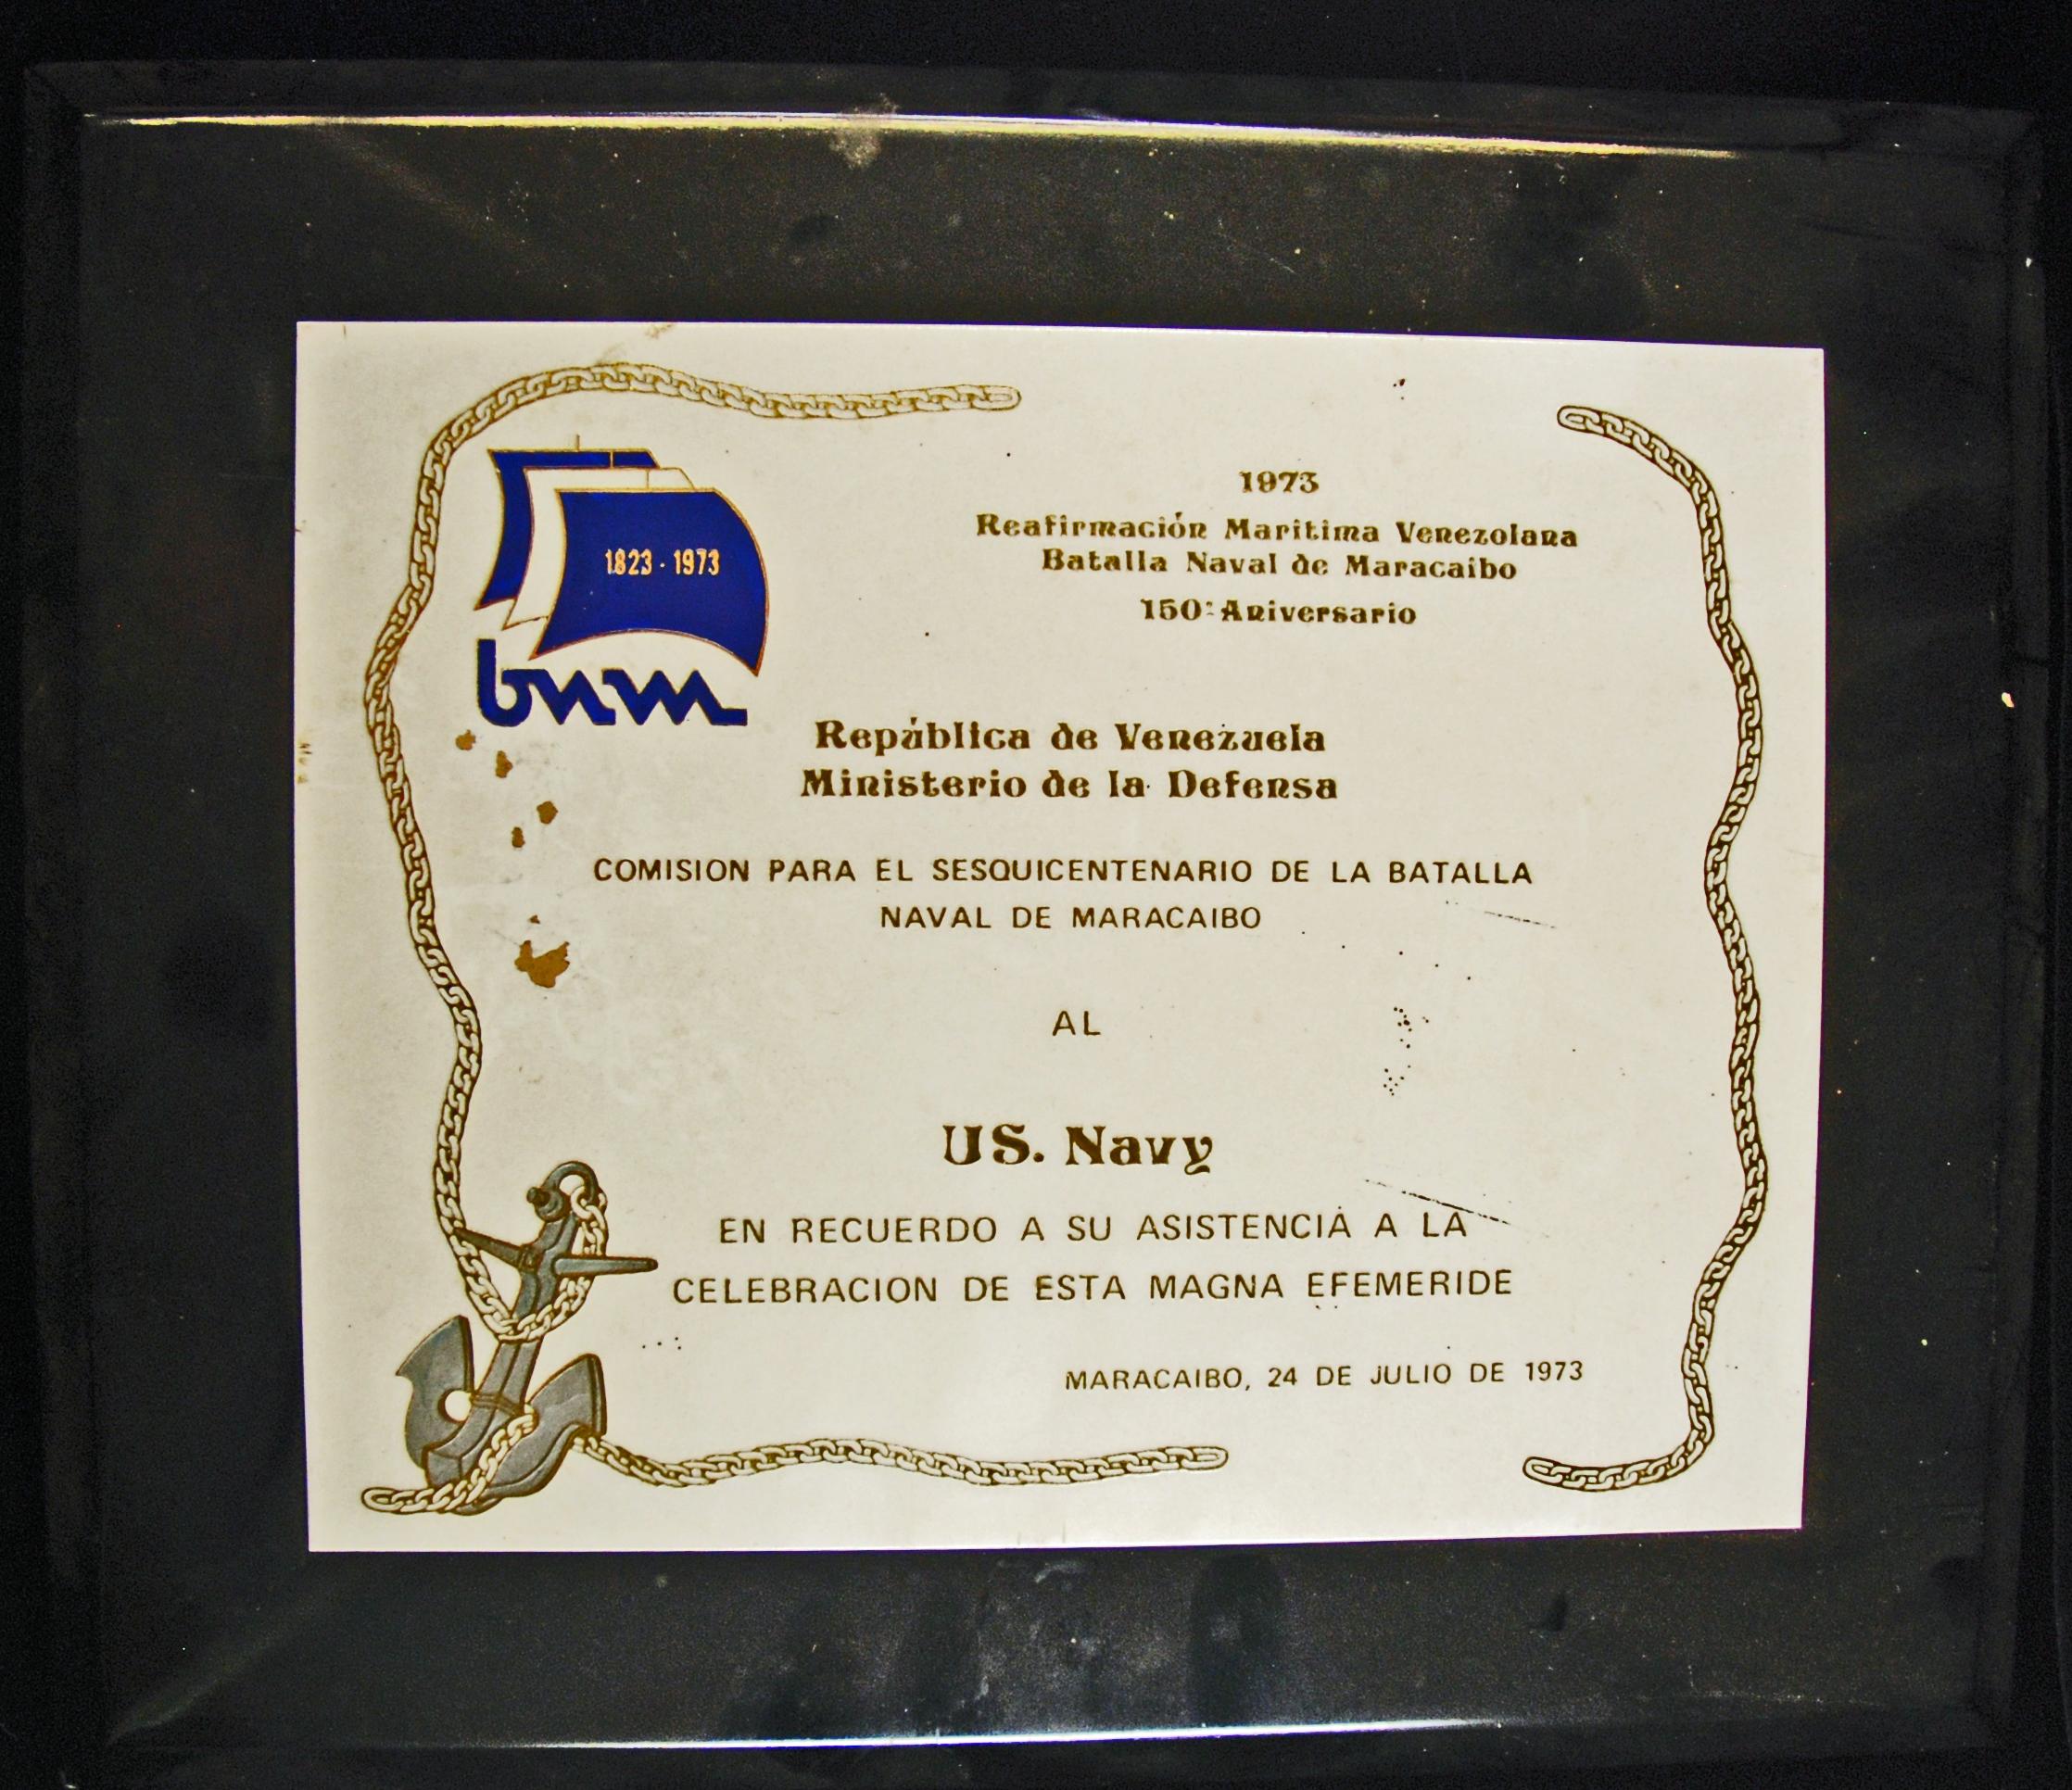 1823 - 1973
bnm
1973
Reafirmación Maritima Venezolana
Batalla Naval de Maracaibo
150º Aniversario
República de Venezuela
Ministerio de la Defensa
COMISION PARA EL SESQUICENTENARIO DE LA BATALLA
NAVAL DE MARACAIBO
AL
US. Navy
EN RECUERDO A SU ASISTENCIA A LA
CELEBRACION DE ESTA MAGNA EFEMERIDE
MARACAIBO, 24 DE JULIO DE 1973